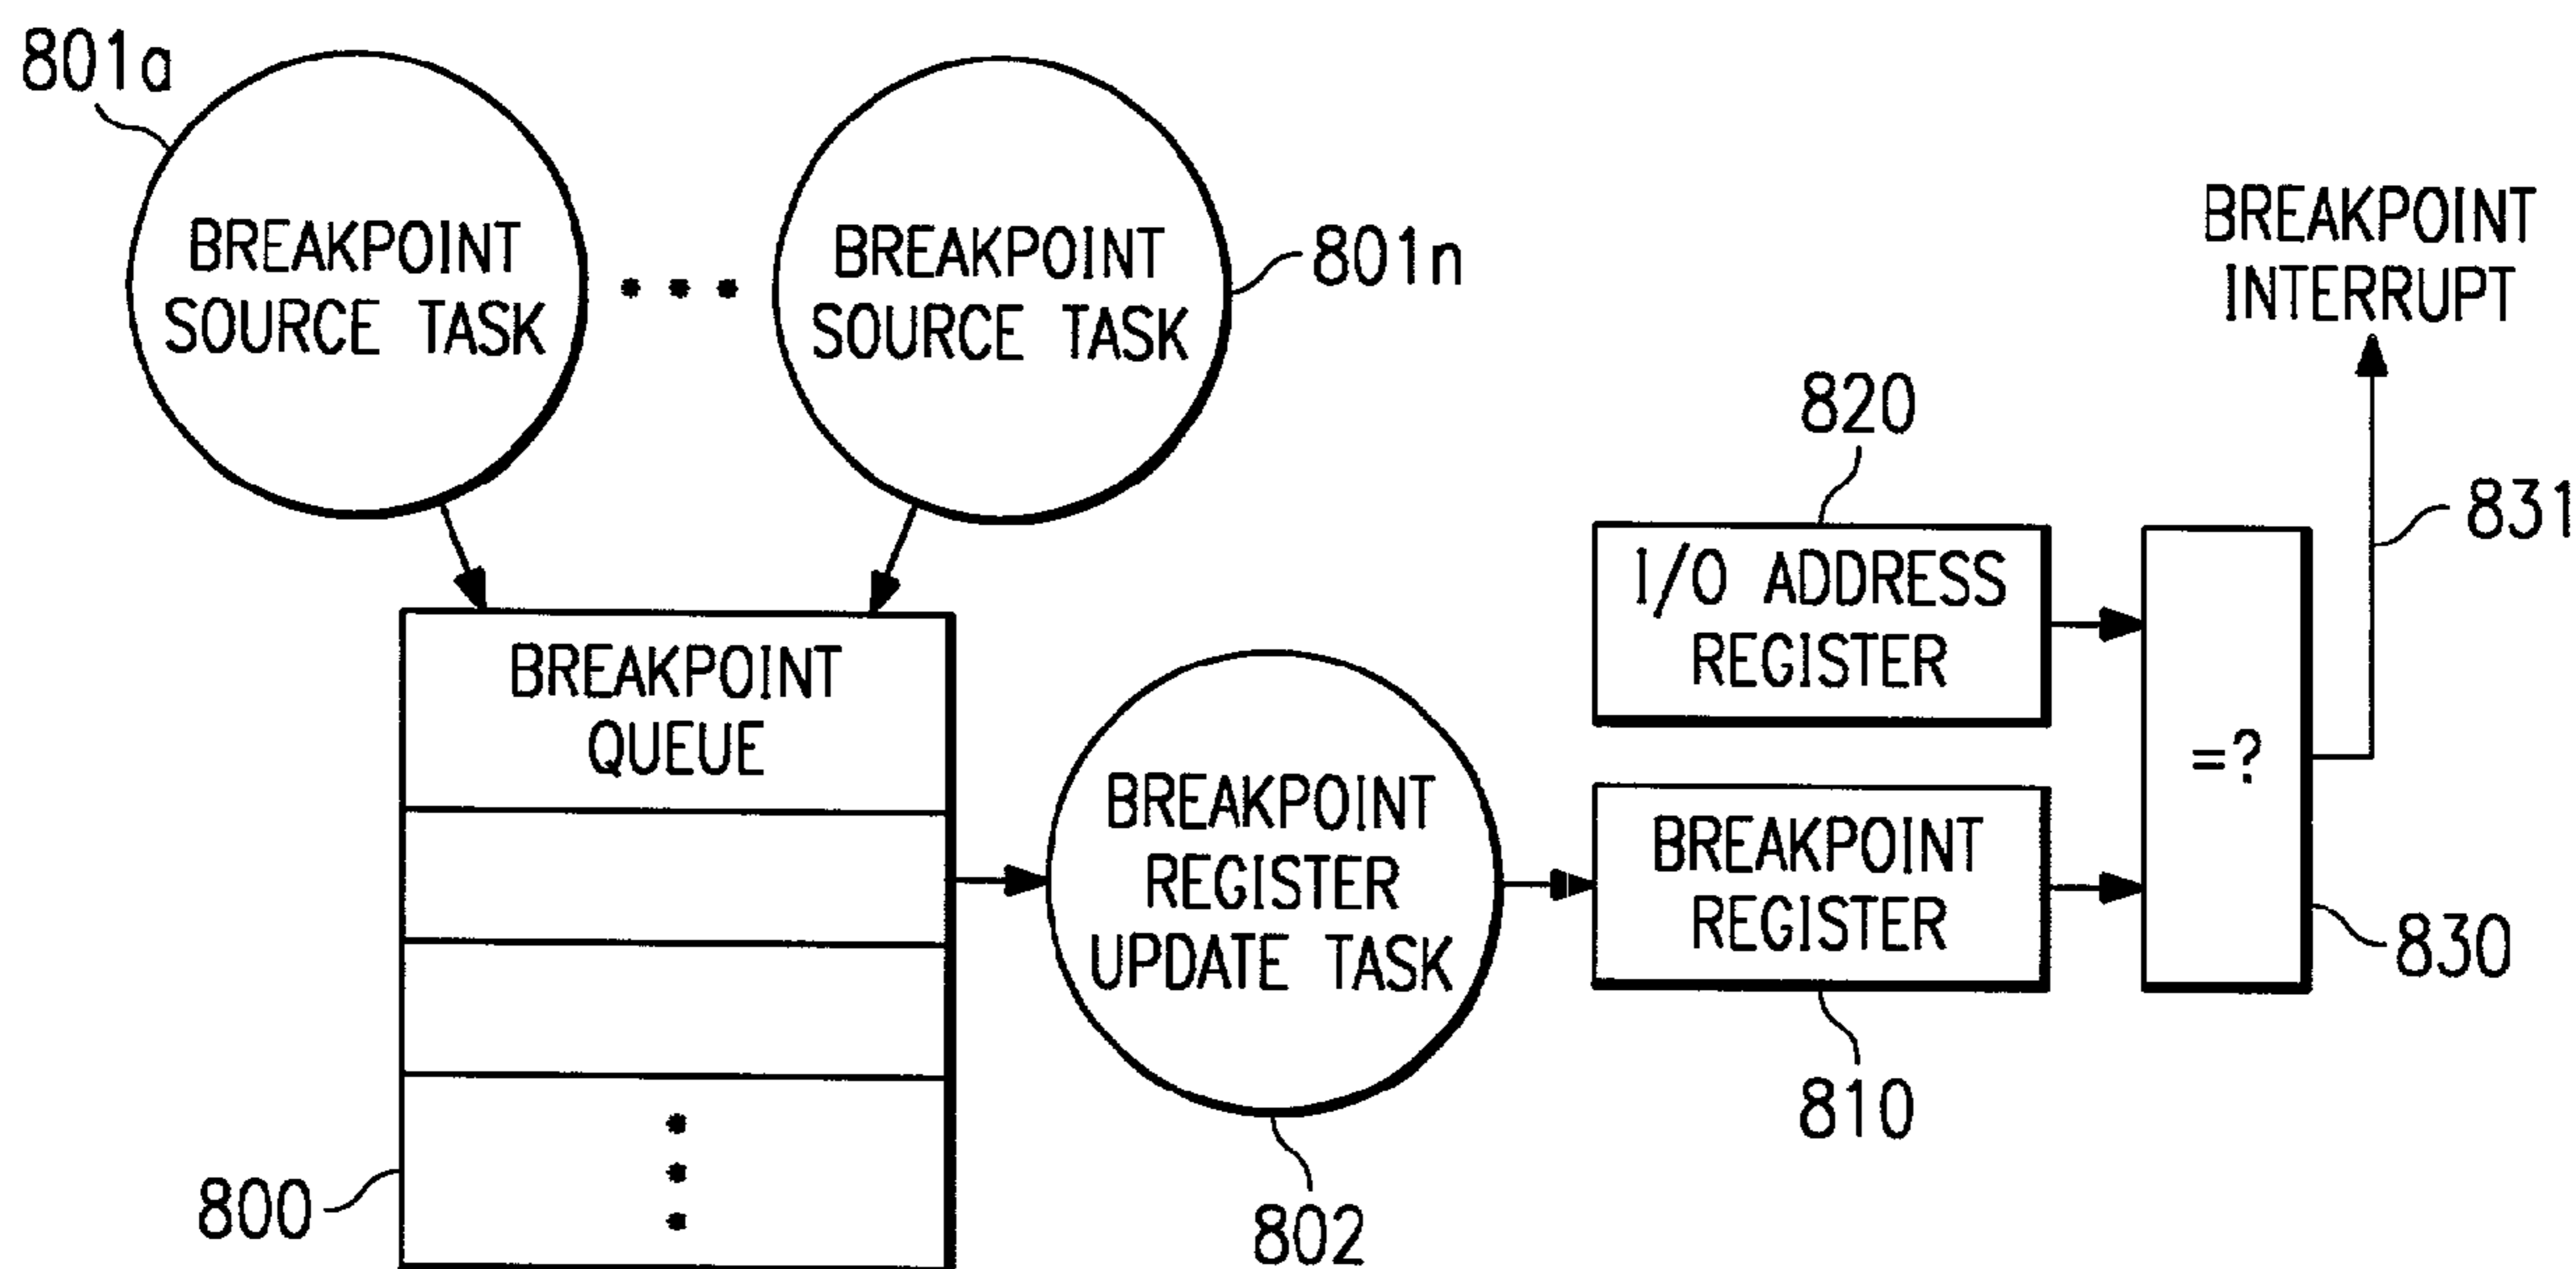 801a
BREAKPOINT
SOURCE TASK
BREAKPOINT
SOURCE TASK
801n
BREAKPOINT
INTERRUPT
820
831
I/O ADDRESS
REGISTER
BREAKPOINT
QUEUE
=?
BREAKPOINT
REGISTER
UPDATE TASK
BREAKPOINT
REGISTER
830
810
800
802